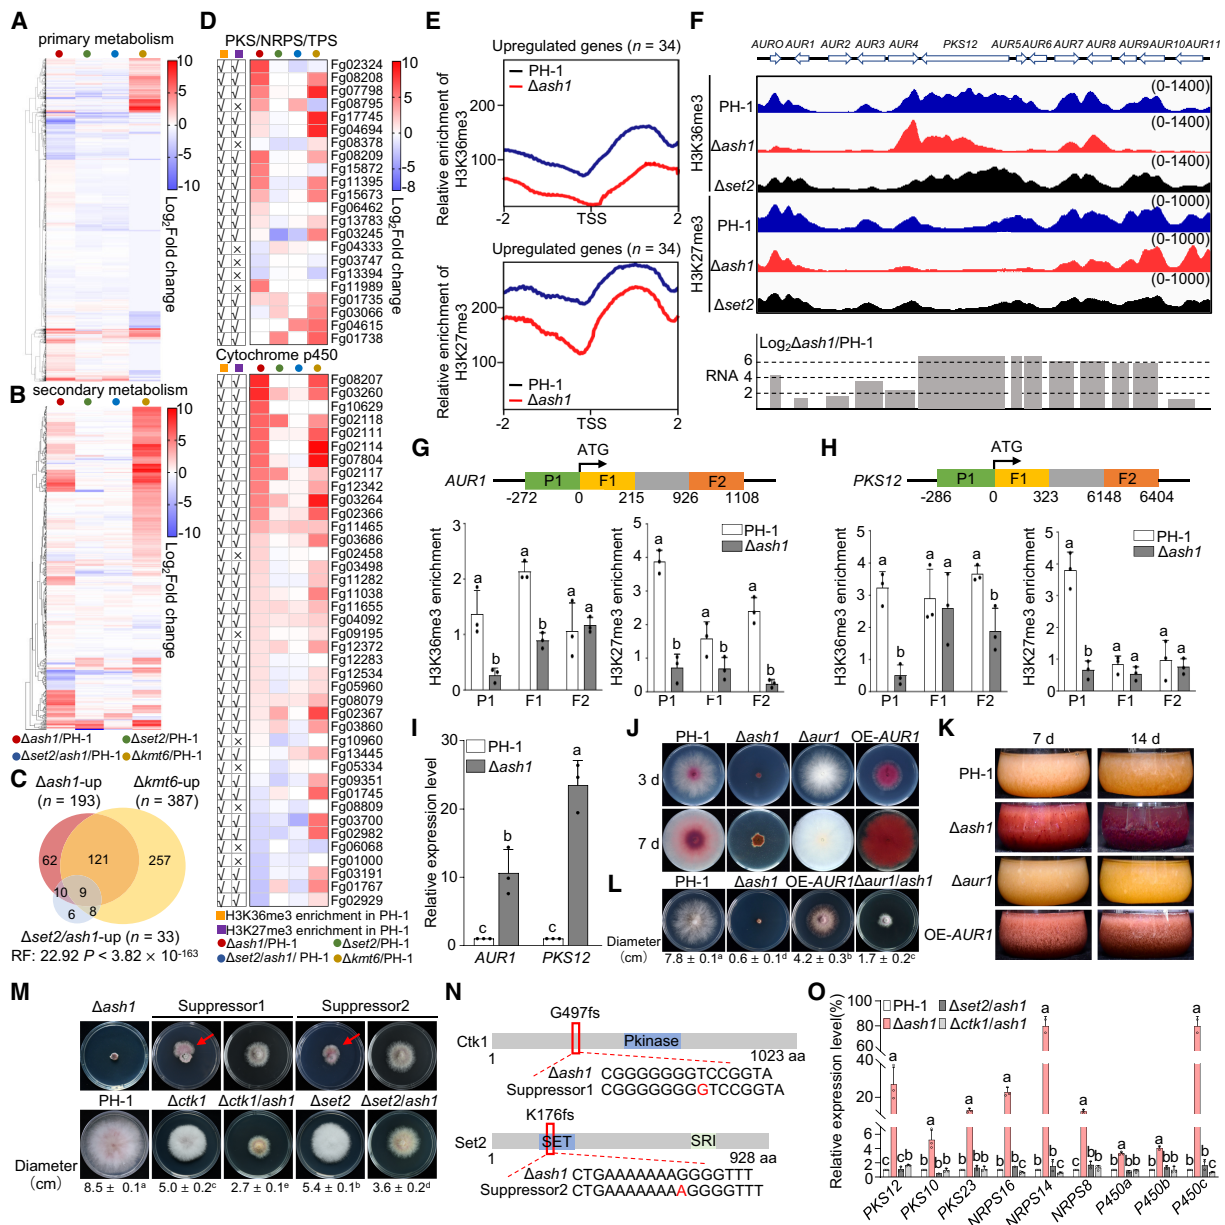 A
primary metabolism
10
5
0
-5
-10
Log2Fold change
B
secondary metabolism
10
5
0
-5
-10
Log2Fold change
Δash1/PH-1
Δset2/PH-1
Δset2/ash1/PH-1
Δkmt6/PH-1
C
Δash1-up
(n = 193)
Δkmt6-up
(n = 387)
62
121
257
10
9
6
8
Δset2/ash1-up (n = 33)
RF: 22.92 P < 3.82 × 10-163
D
PKS/NRPS/TPS
Fg02324
Fg08208
Fg07798
Fg08795
Fg17745
Fg04694
Fg08378
Fg08209
Fg15872
Fg11395
Fg15673
Fg06462
Fg13783
Fg03245
Fg04333
Fg03747
Fg13394
Fg11989
Fg01735
Fg03066
Fg04615
Fg01738
10
5
0
-5
-8
Log2Fold change
Cytochrome p450
Fg08207
Fg03260
Fg10629
Fg02118
Fg02111
Fg02114
Fg07804
Fg02117
Fg12342
Fg03264
Fg02366
Fg11465
Fg03686
Fg02458
Fg03498
Fg11282
Fg11038
Fg11655
Fg04092
Fg09195
Fg12372
Fg12283
Fg12534
Fg05960
Fg08079
Fg02367
Fg03860
Fg10960
Fg13445
Fg05334
Fg09351
Fg01745
Fg08809
Fg03700
Fg02982
Fg06068
Fg01000
Fg03191
Fg01767
Fg02929
H3K36me3 enrichment in PH-1
H3K27me3 enrichment in PH-1
Δash1/PH-1
Δset2/PH-1
Δset2/ash1/ PH-1
Δkmt6/PH-1
E
Upregulated genes (n = 34)
PH-1
Δash1
Relative enrichment of H3K36me3
200
100
-2
TSS
2
Upregulated genes (n = 34)
Relative enrichment of H3K27me3
200
100
PH-1
Δash1
-2
TSS
2
F
AURO AUR1 AUR2 AUR3 AUR4 PKS12 AUR5 AUR6 AUR7 AUR8 AUR9 AUR10 AUR11
H3K36me3
PH-1
(0-1400)
Δash1
(0-1400)
Δset2
(0-1400)
H3K27me3
PH-1
(0-1000)
Δash1
(0-1000)
Δset2
(0-1000)
Log2Δash1/PH-1
RNA
6
4
2
G
ATG
AUR1
P1
F1
F2
-272
0
215
926
1108
H3K36me3 enrichment
3
2
1
0
a
b
a
b
a
a
P1
F1
F2
H3K27me3 enrichment
5
4
3
2
1
0
PH-1
Δash1
a
b
a
b
a
b
P1
F1
F2
H
ATG
PKS12
P1
F1
F2
-286
0
323
6148
6404
H3K36me3 enrichment
5
4
3
2
1
0
a
b
a
a
a
b
P1
F1
F2
H3K27me3 enrichment
5
4
3
2
1
0
PH-1
Δash1
a
b
a
a
a
a
P1
F1
F2
I
Relative expression level
30
20
10
0
PH-1
Δash1
c
b
c
a
AUR1
PKS12
J
PH-1
Δash1
Δaur1
OE-AUR1
3 d
7 d
L
PH-1
Δash1
OE-AUR1
Δaur1/ash1
Diameter
(cm)
7.8 ± 0.1a
0.6 ± 0.1d
4.2 ± 0.3b
1.7 ± 0.2c
K
7 d
14 d
PH-1
Δash1
Δaur1
OE-AUR1
M
Δash1
Suppressor1
Suppressor2
PH-1
Δctk1
Δctk1/ash1
Δset2
Δset2/ash1
Diameter
(cm)
8.5 ± 0.1a
5.0 ± 0.2c
2.7 ± 0.1e
5.4 ± 0.1b
3.6 ± 0.2d
N
G497fs
Ctk1
Pkinase
1
1023 aa
Δash1 CGGGGGGGTCCGGTA
Suppressor1 CGGGGGGGGTCCGGTA
K176fs
Set2
SET
SRI
1
928 aa
Δash1 CTGAAAAAAAGGGGTTT
Suppressor2 CTGAAAAAAAAGGGGTTT
O
Relative expression level(%)
100
80
60
40
20
6
4
2
0
PH-1
Δash1
Δset2/ash1
Δctk1/ash1
PKS12
PKS10
PKS23
NRPS16
NRPS14
NRPS8
P450a
P450b
P450c